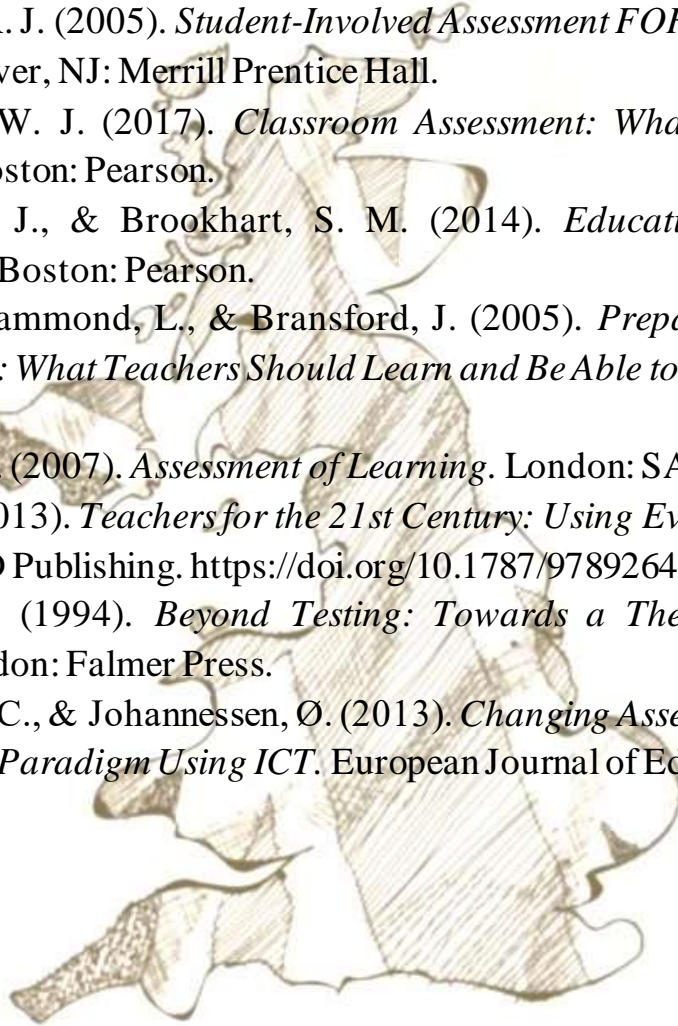 . J. (2005). Student-Involved Assessment FOR
ver, NJ: Merrill Prentice Hall.
W. J. (2017). Classroom Assessment: Wha
oston: Pearson.
J., & Brookhart, S. M. (2014). Educati
Boston: Pearson.
ammond, L., & Bransford, J. (2005). Prepa
: What Teachers Should Learn and Be Able to
. (2007). Assessment of Learning. London: SA
013). Teachers for the 21st Century: Using Ev
D Publishing. https://doi.org/10.1787/9789264
(1994). Beyond Testing: Towards a The
don: Falmer Press.
C., & Johannessen, Ø. (2013). Changing Asse
Paradigm Using ICT. European Journal of Ed